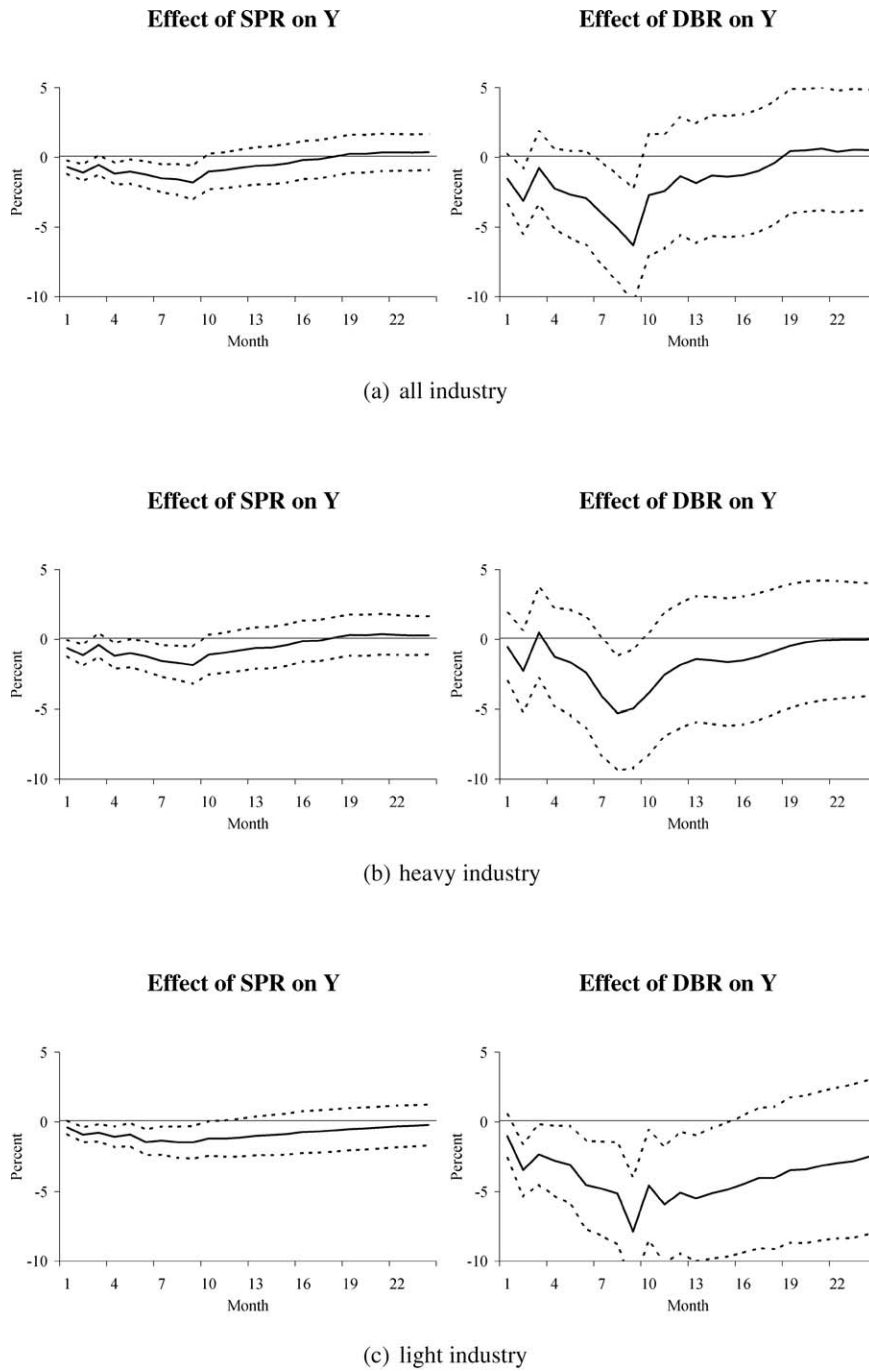 Effect of SPR on Y
Effect of DBR on Y
5
0
-5
-10
Percent
1 4 7 10 13 16 19 22
Month
5
0
-5
-10
Percent
1 4 7 10 13 16 19 22
Month
(a) all industry
Effect of SPR on Y
Effect of DBR on Y
5
0
-5
-10
Percent
1 4 7 10 13 16 19 22
Month
5
0
-5
-10
Percent
1 4 7 10 13 16 19 22
Month
(b) heavy industry
Effect of SPR on Y
Effect of DBR on Y
5
0
-5
-10
Percent
1 4 7 10 13 16 19 22
Month
5
0
-5
-10
Percent
1 4 7 10 13 16 19 22
Month
(c) light industry